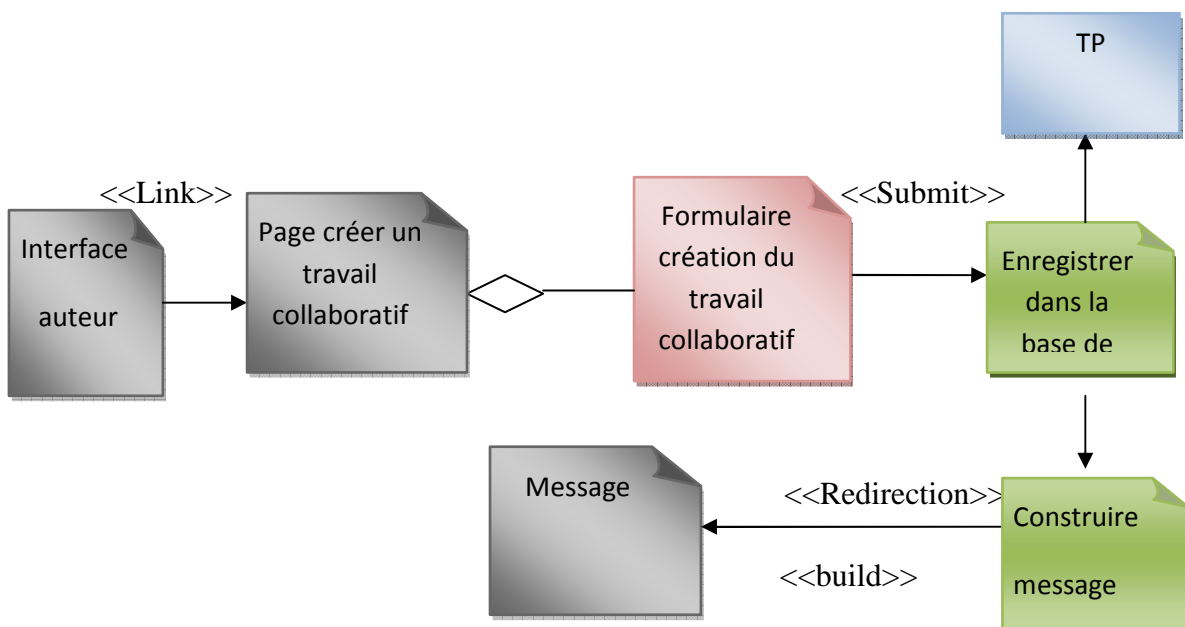 TP
<<Link>>
Interface
auteur
Page créer un
travail
collaboratif
Formulaire
création du
travail
collaboratif
<<Submit>>
Enregistrer
dans la
base de
Message
<<Redirection>>
<<build>>
Construire
message